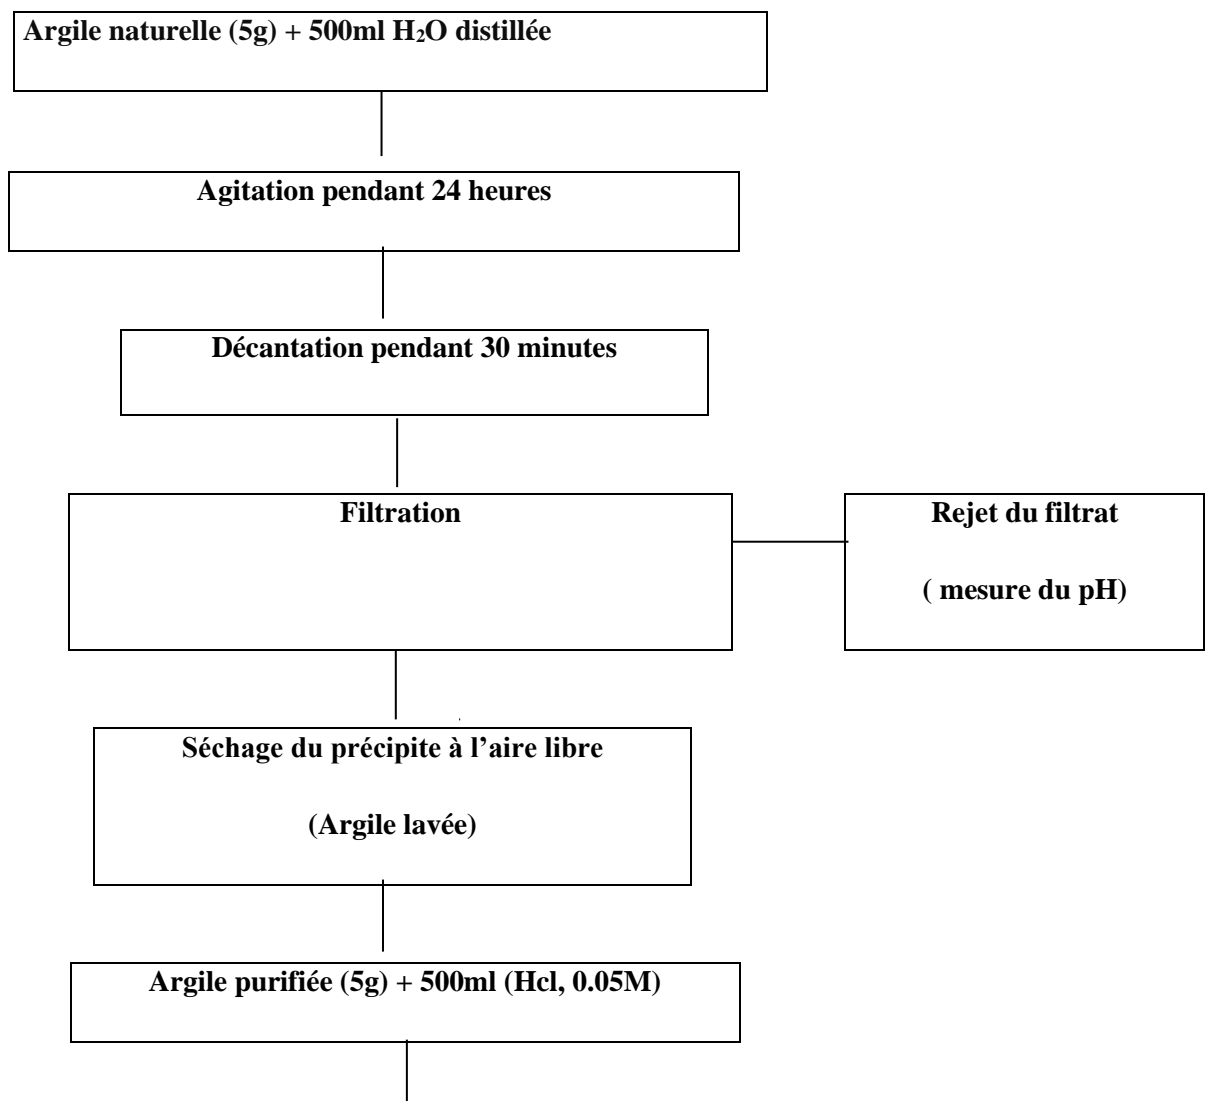 Argile naturelle (5g) + 500ml H₂O distillée
Agitation pendant 24 heures
Décantation pendant 30 minutes
Filtration
Rejet du filtrat
( mesure du pH)
Séchage du précipite à l’aire libre
(Argile lavée)
Argile purifiée (5g) + 500ml (Hcl, 0.05M)